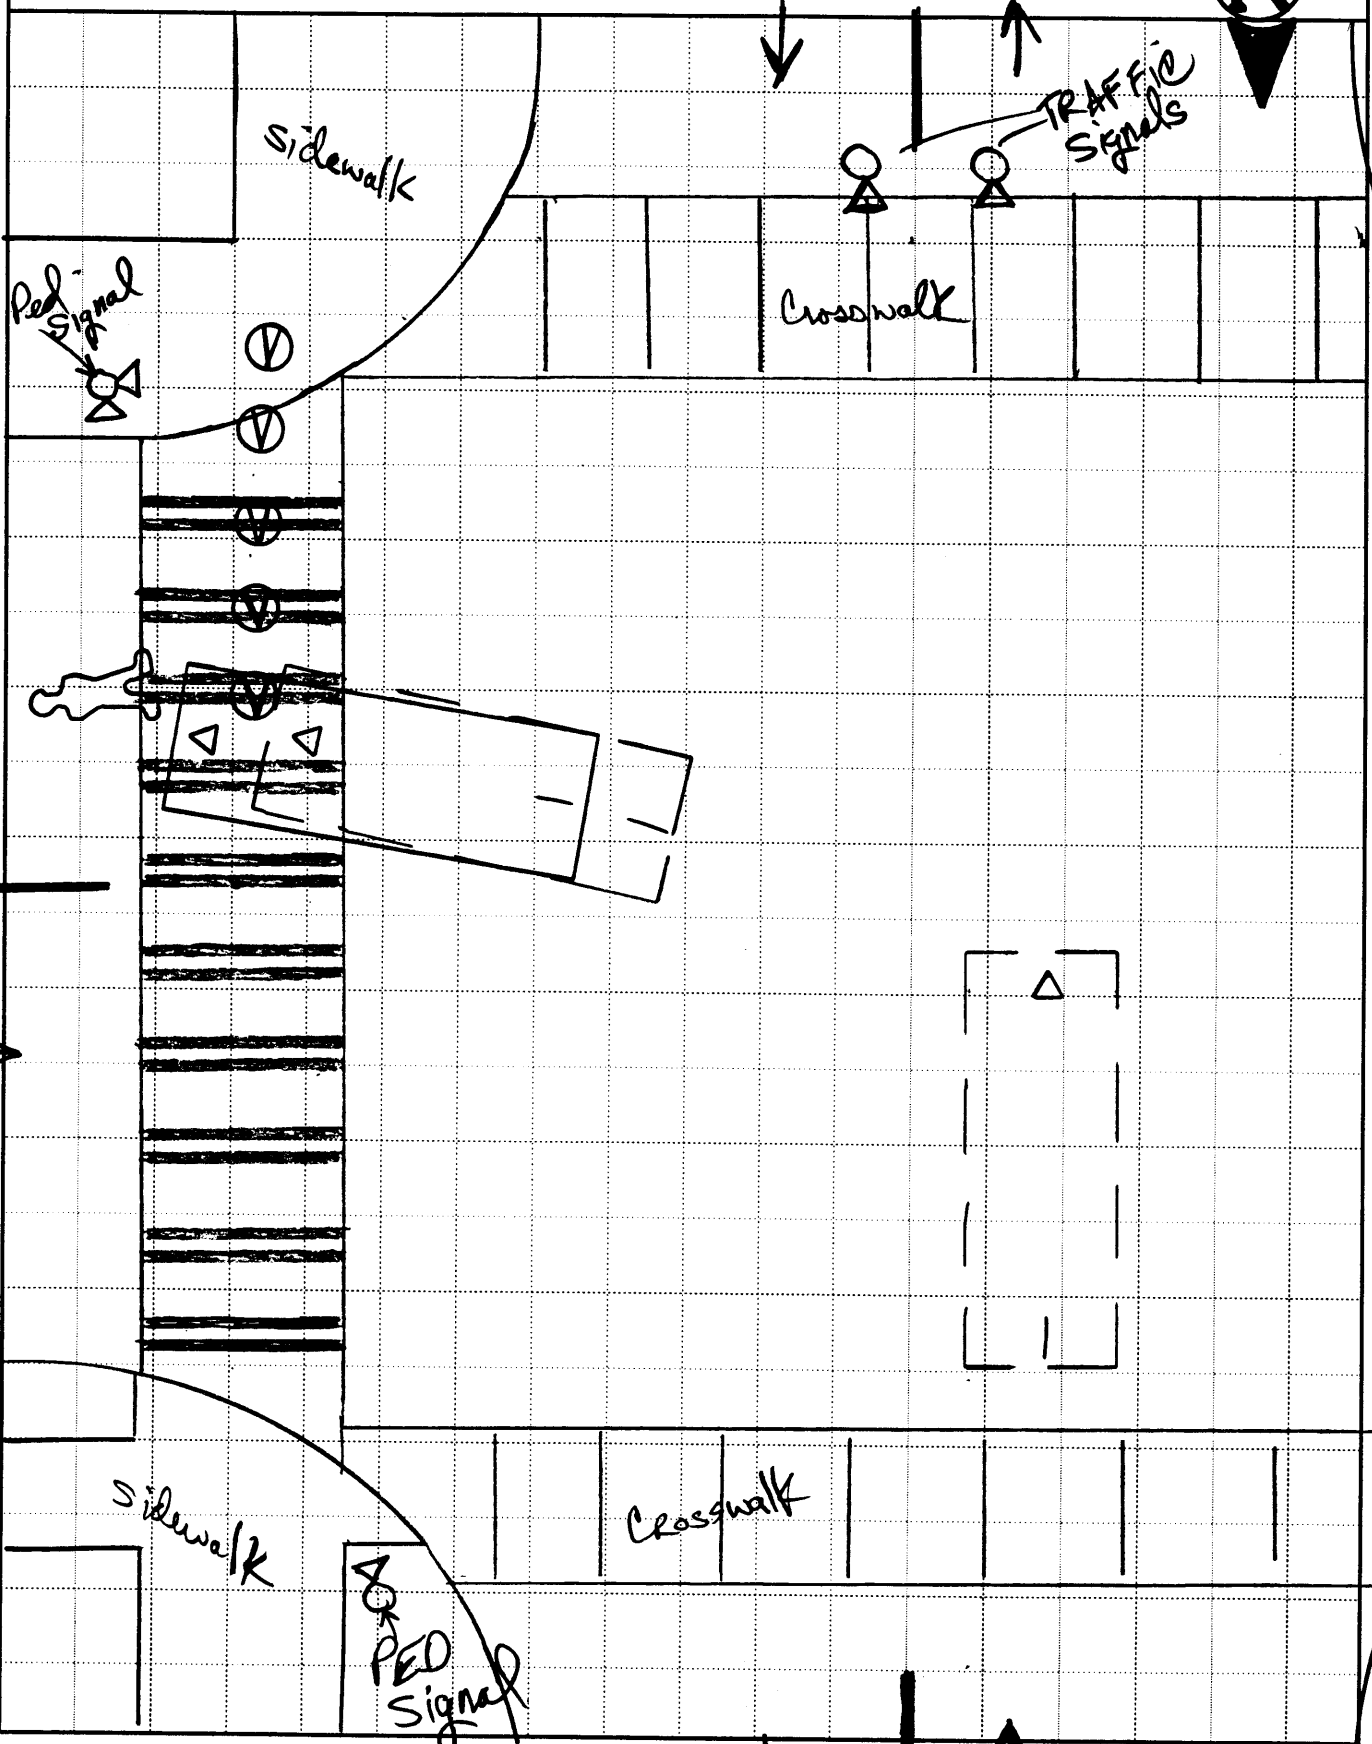 TRAFFIC
Signals
Sidewalk
Ped
Signal
Crosswalk
V
V
V
V
V
Crosswalk
Sidewalk
PED
Signal